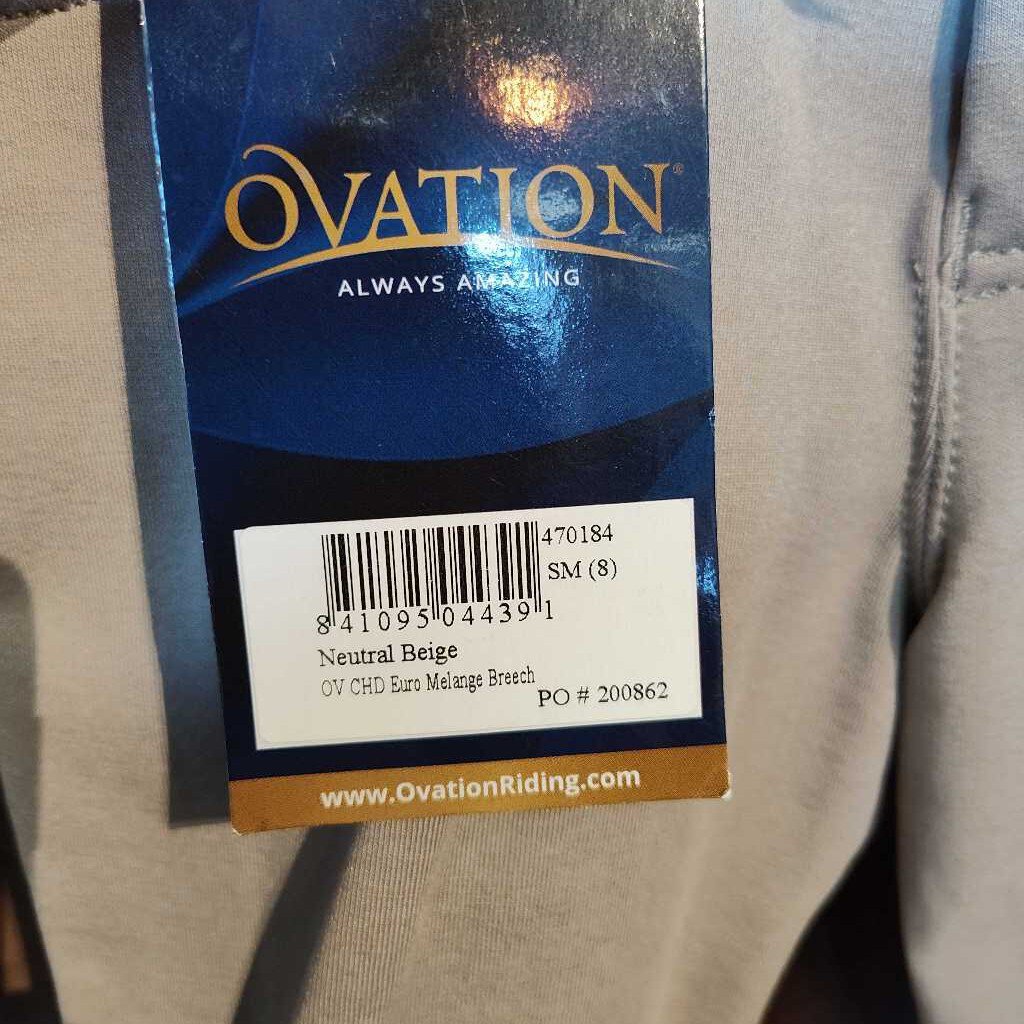 OVATION®
ALWAYS AMAZING
470184
SM (8)
8 41095 04439 1
Neutral Beige
OV CHD Euro Melange Breech
PO # 200862
www.OvationRiding.com